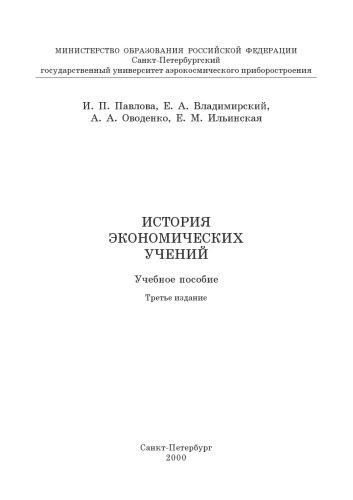 МИНИСТЕРСТВО ОБРАЗОВАНИЯ РОССИЙСКОЙ ФЕДЕРАЦИИ
Санкт-Петербургский
государственный университет аэрокосмического приборостроения
И. П. Павлова, Е. А. Владимирский,
А. А. Оводенко, Е. М. Ильинская
ИСТОРИЯ
ЭКОНОМИЧЕСКИХ
УЧЕНИЙ
Учебное пособие
Третье издание
Санкт-Петербург
2000